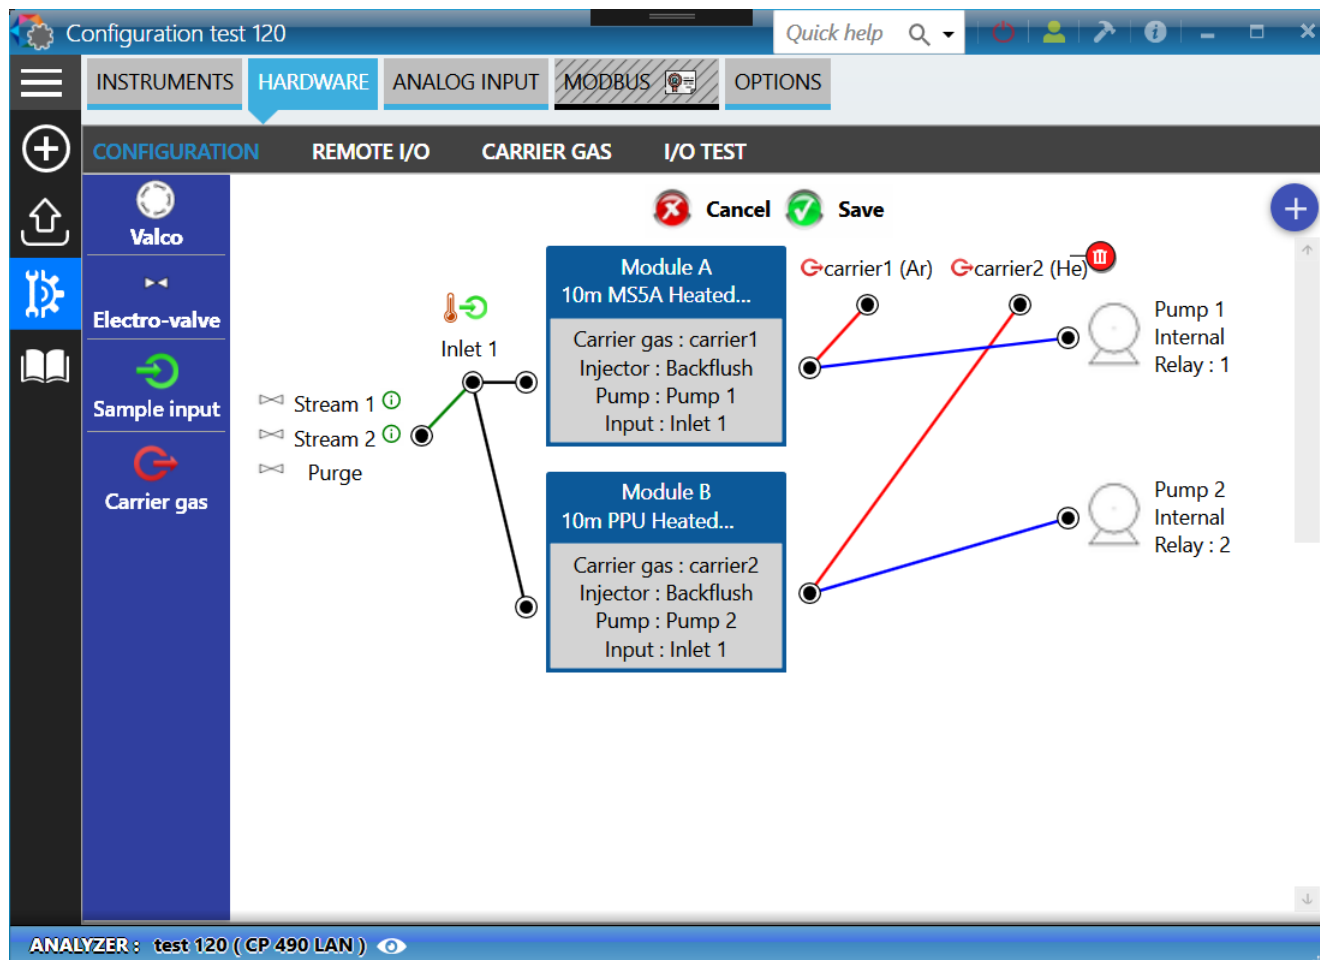 Configuration test 120
Quick help
INSTRUMENTS
HARDWARE
ANALOG INPUT
MODBUS
OPTIONS
CONFIGURATION
REMOTE I/O
CARRIER GAS
I/O TEST
Valco
Electro-valve
Sample input
Carrier gas
Cancel
Save
Inlet 1
Stream 1
Stream 2
Purge
Module A
10m MS5A Heated...
Carrier gas : carrier1
Injector : Backflush
Pump : Pump 1
Input : Inlet 1
Module B
10m PPU Heated...
Carrier gas : carrier2
Injector : Backflush
Pump : Pump 2
Input : Inlet 1
carrier1 (Ar)
carrier2 (He)
Pump 1
Internal
Relay : 1
Pump 2
Internal
Relay : 2
ANALYZER : test 120 ( CP 490 LAN )